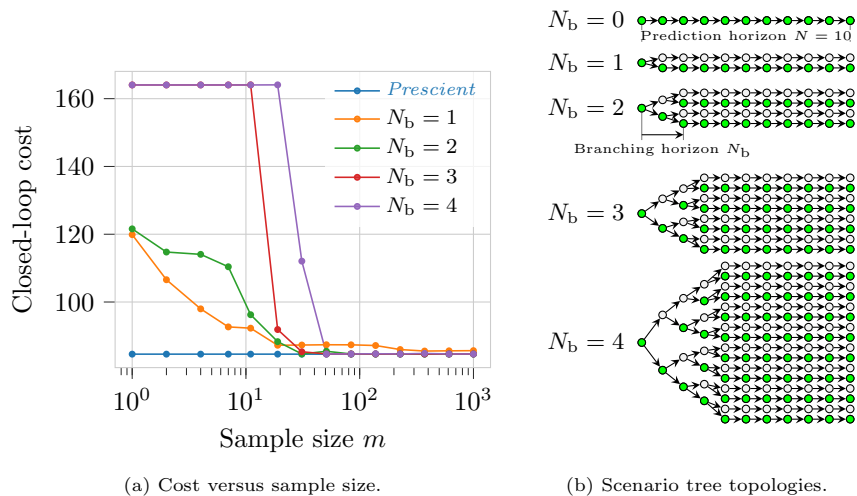 160
140
120
100
Closed-loop cost
10^0
10^1
10^2
10^3
Sample size m
Prescient
N_b = 1
N_b = 2
N_b = 3
N_b = 4
(a) Cost versus sample size.
N_b = 0
Prediction horizon N = 10
N_b = 1
N_b = 2
Branching horizon N_b
N_b = 3
N_b = 4
(b) Scenario tree topologies.